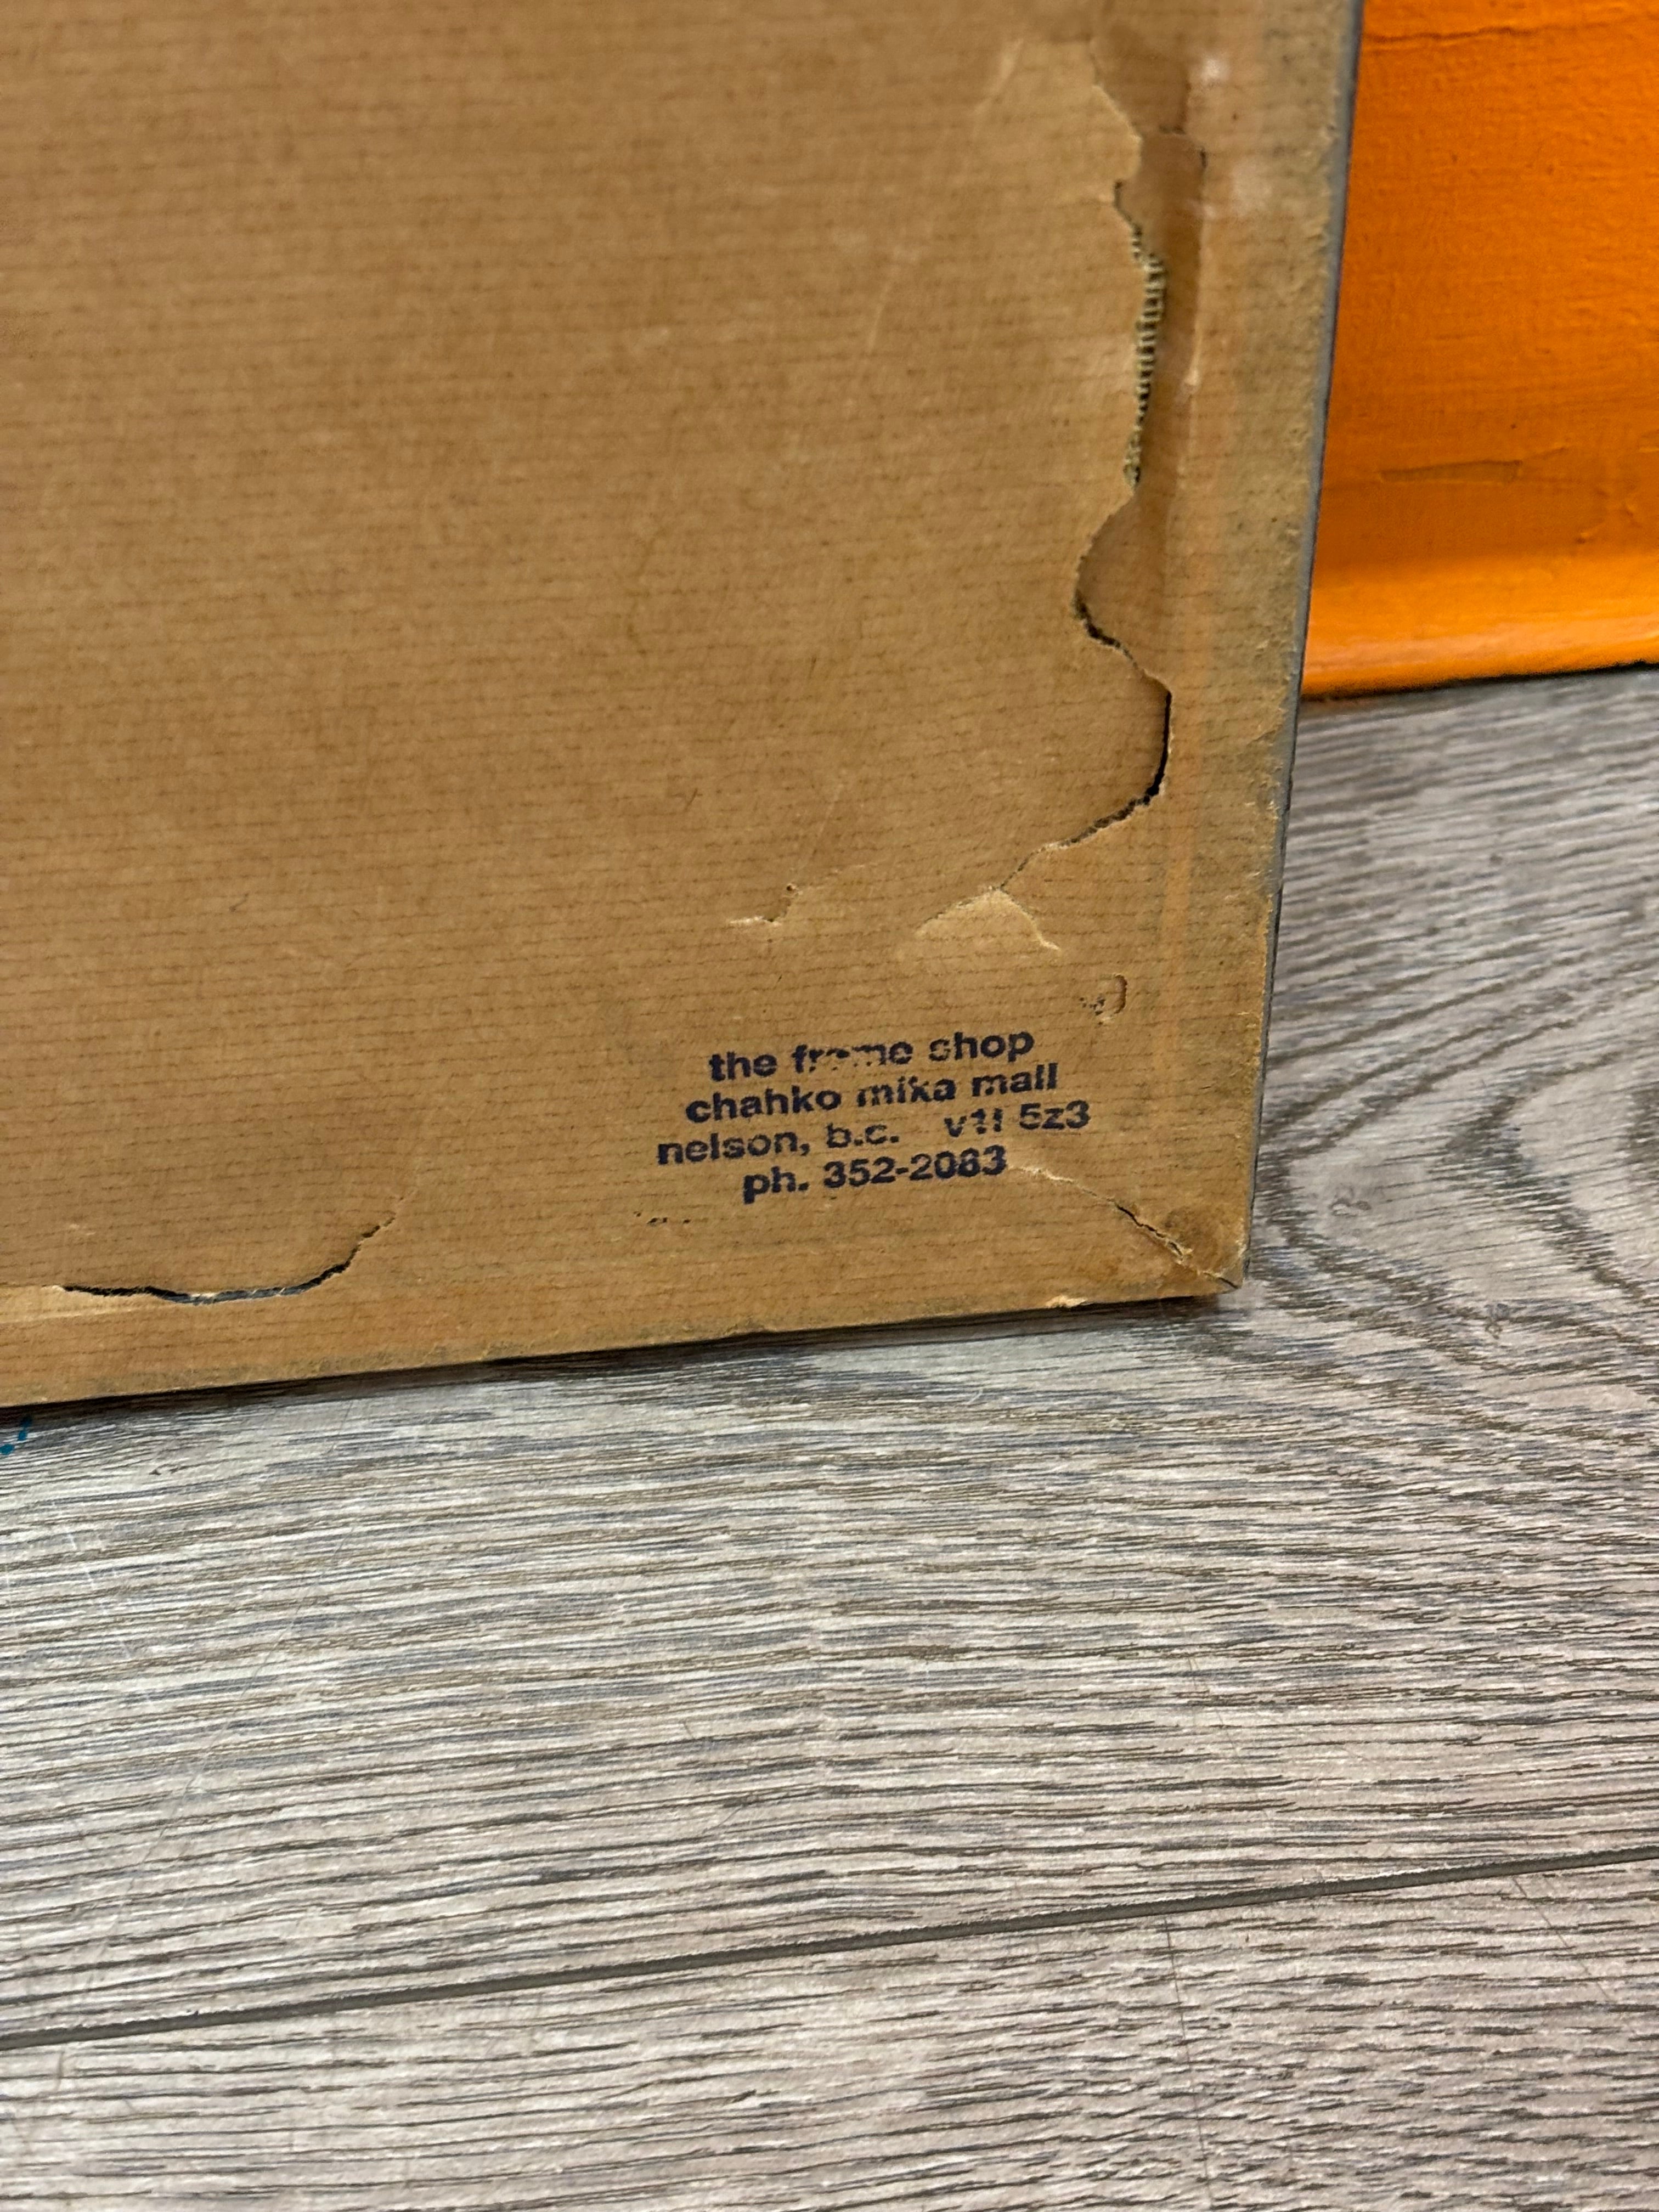 the frame shop
chahko mika mall
nelson, b.c. v1l 5z3
ph. 352-2083